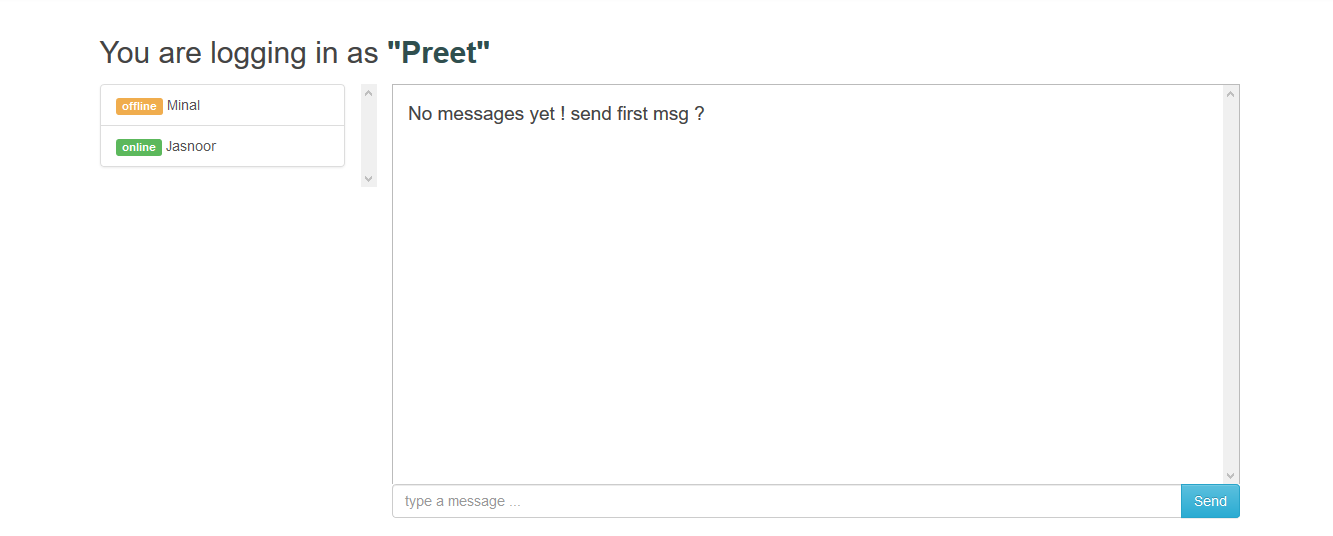 You are logging in as "Preet"
offline Minal
online Jasnoor
No messages yet ! send first msg ?
type a message ...
Send